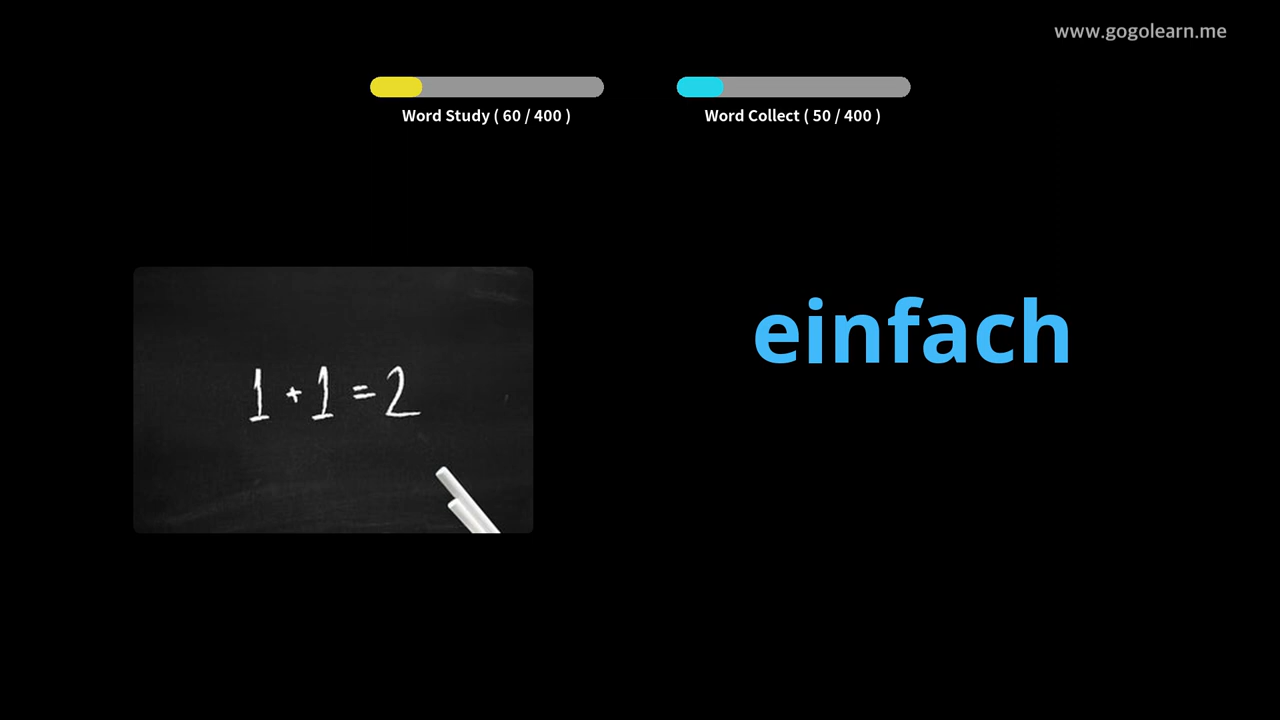 www.gogolearn.me
Word Study ( 60 / 400 )
Word Collect ( 50 / 400 )
einfach
1 + 1 = 2